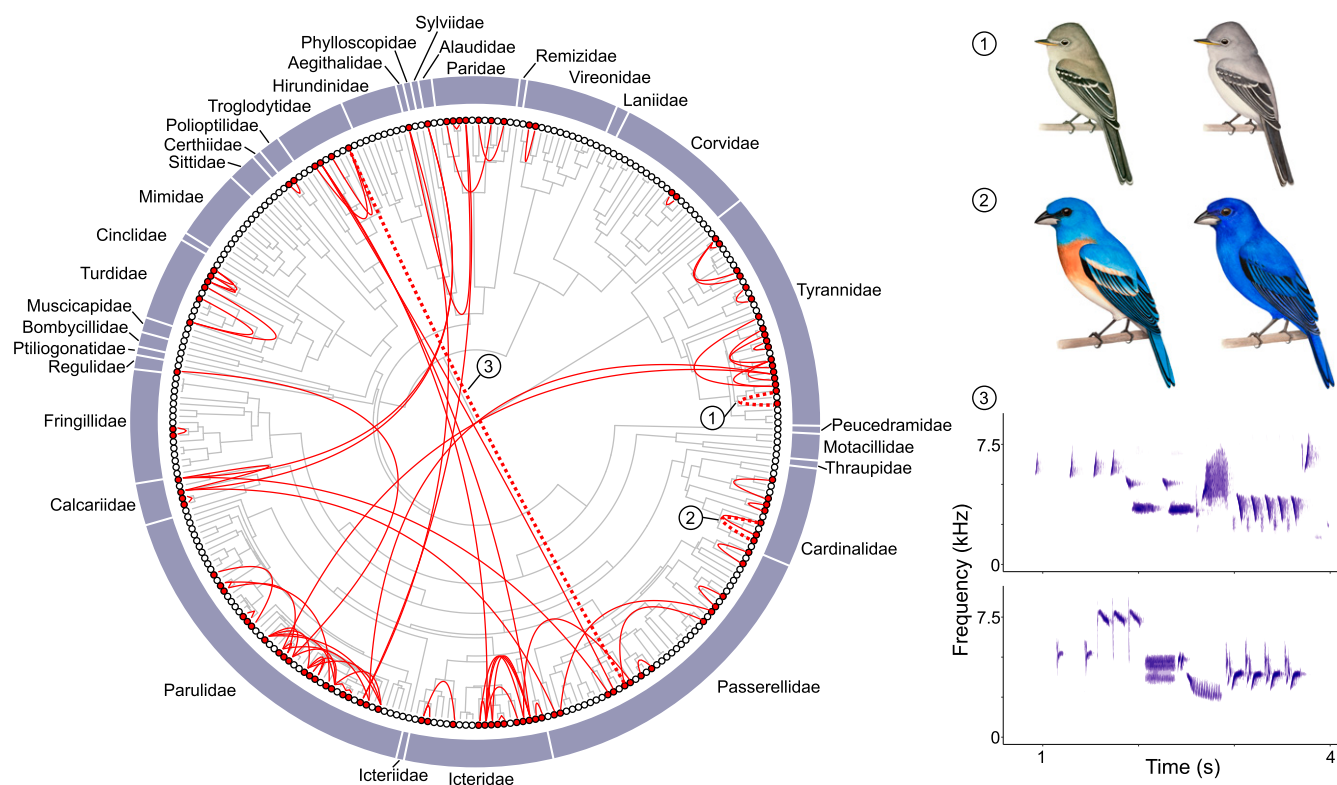 Sylviidae
Phylloscopidae
Alaudidae
Aegithalidae
Paridae
Remizidae
Hirundinidae
Vireonidae
Troglodytidae
Laniidae
Polioptilidae
Corvidae
Certhiidae
Sittidae
Mimidae
Cinclidae
Turdidae
Tyrannidae
Muscicapidae
Bombycillidae
Ptiliogonatidae
Regulidae
Fringillidae
Peucedramidae
Motacillidae
Thraupidae
Calcariidae
Cardinalidae
Parulidae
Passerellidae
Icteriidae
Icteridae
3
1
2
1
2
3
Frequency (kHz)
7.5
0
7.5
0
1
4
Time (s)